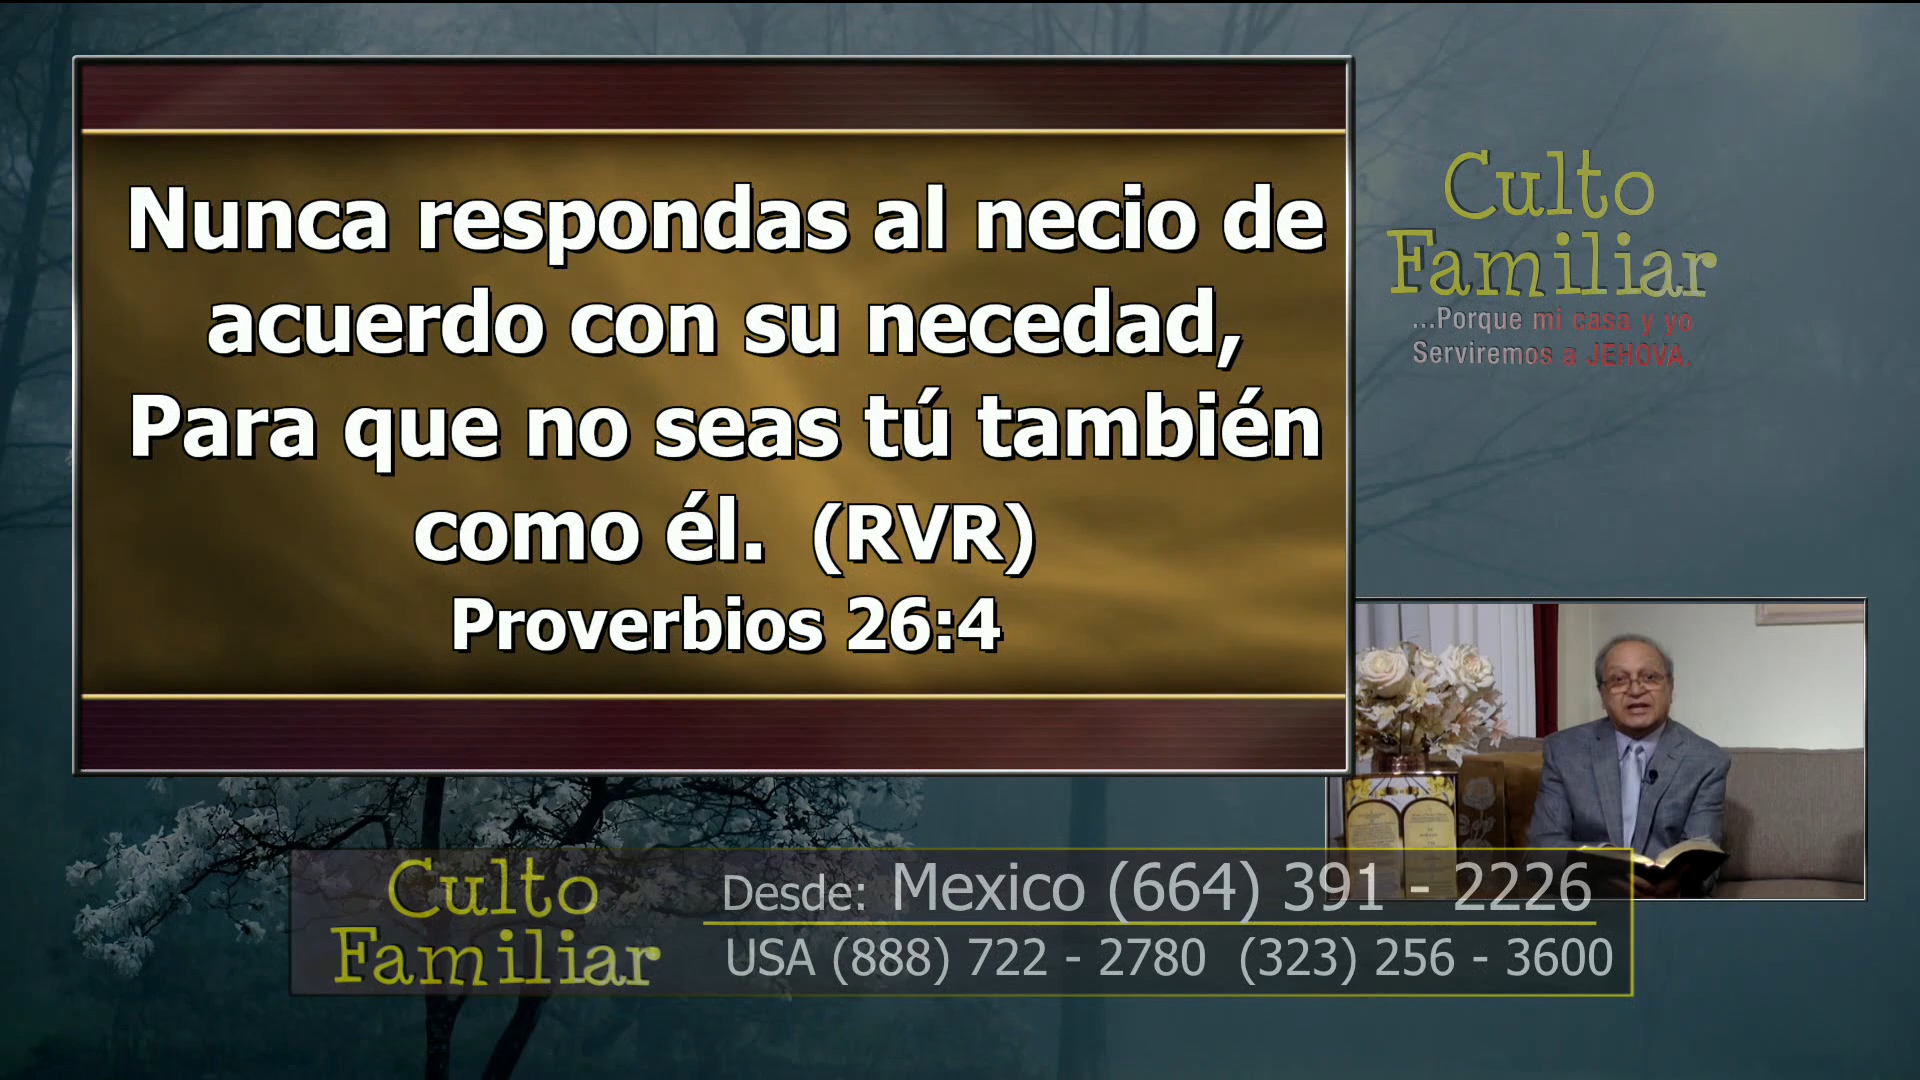 Nunca respondas al necio de
acuerdo con su necedad,
Para que no seas tú también
como él. (RVR)
Proverbios 26:4
Culto
Familiar
...Porque mi casa y yo
Serviremos a JEHOVA.
Culto
Familiar
Desde: Mexico (664) 391 - 2226
USA (888) 722 - 2780 (323) 256 - 3600